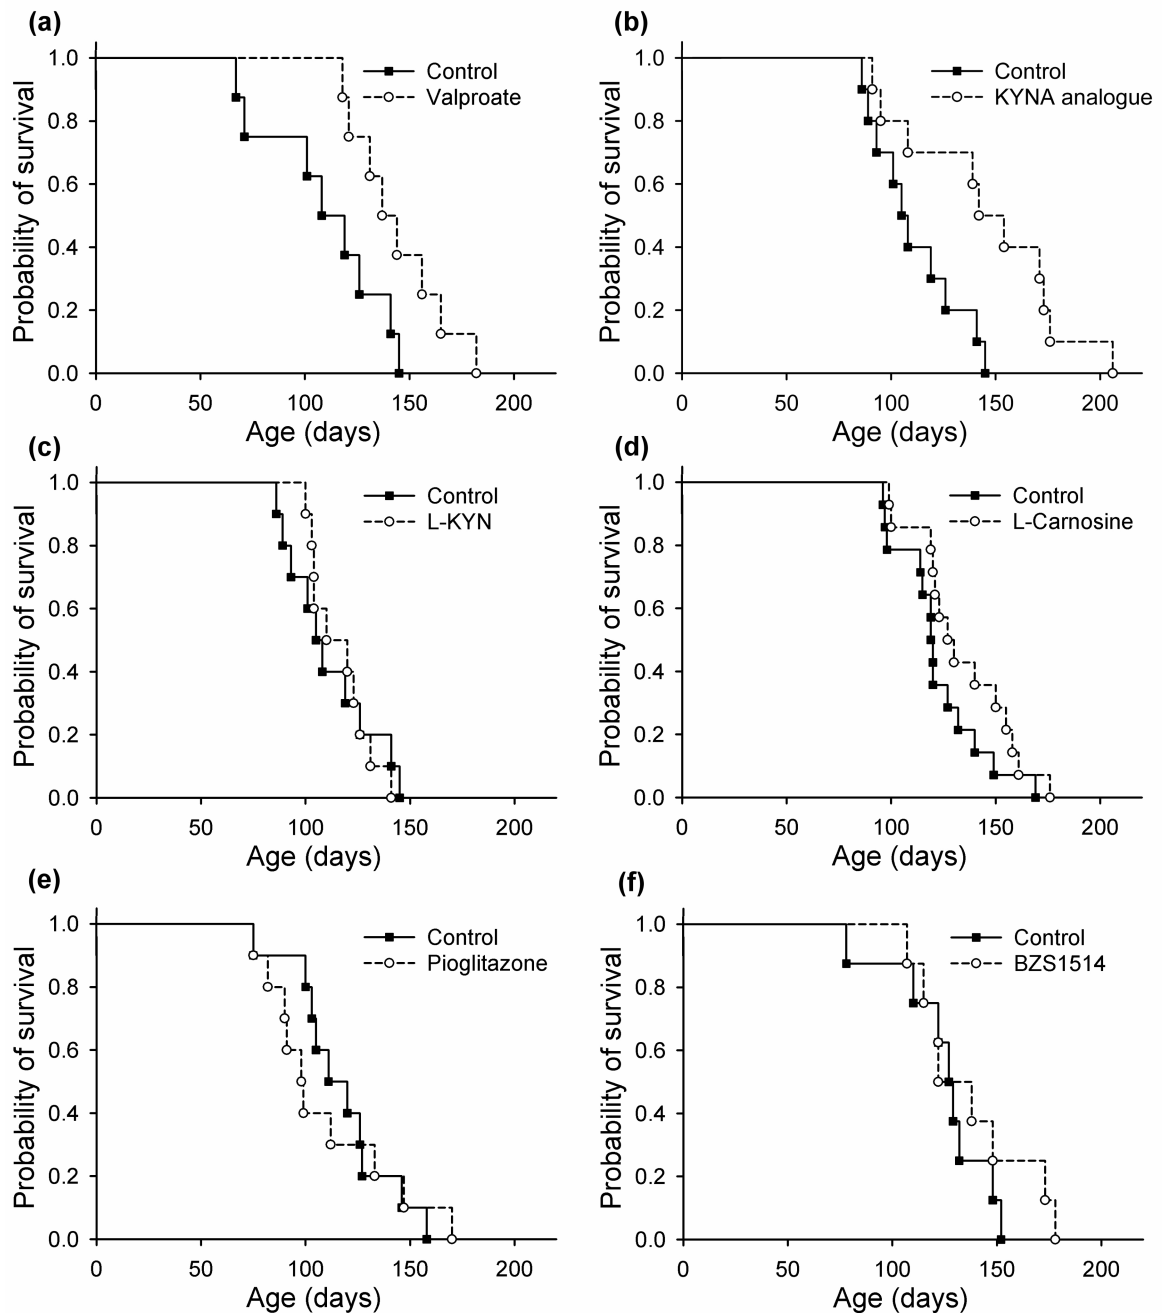 (a)
Probability of survival
1.0
0.8
0.6
0.4
0.2
0.0
Control
Valproate
0 50 100 150 200
Age (days)
(b)
Probability of survival
1.0
0.8
0.6
0.4
0.2
0.0
Control
KYNA analogue
0 50 100 150 200
Age (days)
(c)
Probability of survival
1.0
0.8
0.6
0.4
0.2
0.0
Control
L-KYN
0 50 100 150 200
Age (days)
(d)
Probability of survival
1.0
0.8
0.6
0.4
0.2
0.0
Control
L-Carnosine
0 50 100 150 200
Age (days)
(e)
Probability of survival
1.0
0.8
0.6
0.4
0.2
0.0
Control
Pioglitazone
0 50 100 150 200
Age (days)
(f)
Probability of survival
1.0
0.8
0.6
0.4
0.2
0.0
Control
BZS1514
0 50 100 150 200
Age (days)